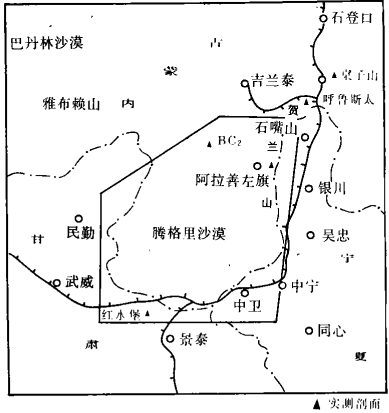 石登口
巴丹林沙漠
古
蒙
内
桌子山
吉兰泰
呼鲁斯太
雅布赖山
贺
石嘴山
BC₂
兰
阿拉善左旗
山
银川
民勤
腾格里沙漠
吴忠
甘
宁
武威
中宁
中卫
红水堡
同心
景泰
肃
夏
▲ 实测剖面